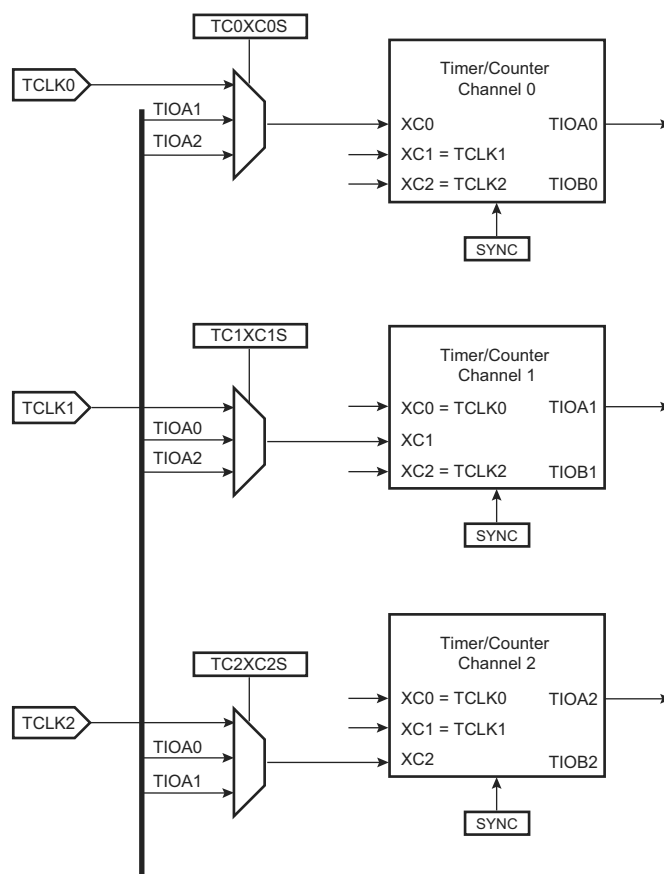 TC0XC0S
TCLK0
TIOA1
TIOA2
Timer/Counter
Channel 0
XC0
TIOA0
XC1 = TCLK1
XC2 = TCLK2
TIOB0
SYNC
TC1XC1S
TCLK1
TIOA0
TIOA2
Timer/Counter
Channel 1
XC0 = TCLK0
TIOA1
XC1
XC2 = TCLK2
TIOB1
SYNC
TC2XC2S
TCLK2
TIOA0
TIOA1
Timer/Counter
Channel 2
XC0 = TCLK0
TIOA2
XC1 = TCLK1
XC2
TIOB2
SYNC